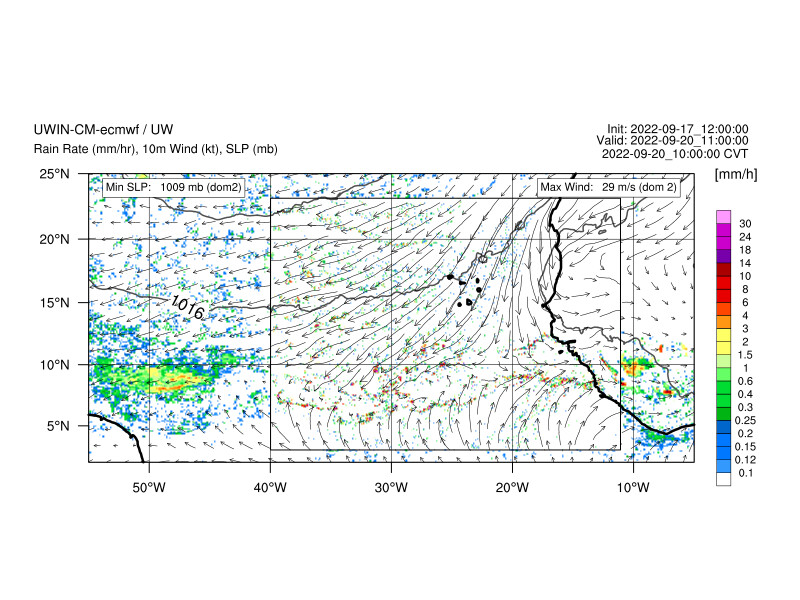 UWIN-CM-ecmwf / UW
Init: 2022-09-17_12:00:00
Rain Rate (mm/hr), 10m Wind (kt), SLP (mb)
Valid: 2022-09-20_11:00:00
2022-09-20_10:00:00 CVT
[mm/h]
25°N
Min SLP: 1009 mb (dom2)
Max Wind: 29 m/s (dom 2)
20°N
15°N
10°N
5°N
1016
50°W
40°W
30°W
20°W
10°W
30
24
18
14
10
8
6
4
3
2
1.5
1
0.6
0.4
0.3
0.25
0.2
0.15
0.12
0.1